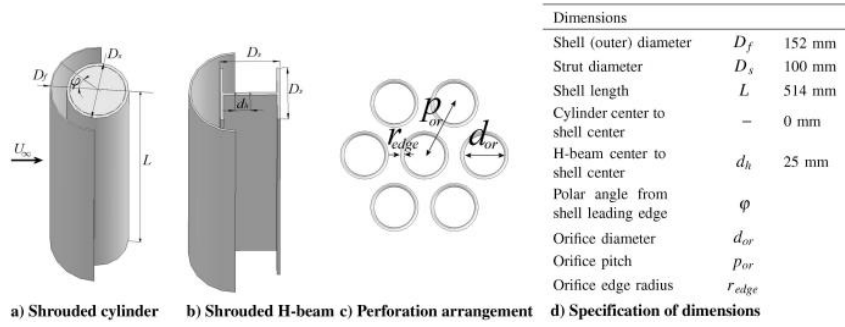 D_s
D_f
φ
U_∞
L
a) Shrouded cylinder
D_s
D_s
d_h
b) Shrouded H-beam
p_or
r_edge
d_or
c) Perforation arrangement
Dimensions
Shell (outer) diameter D_f 152 mm
Strut diameter D_s 100 mm
Shell length L 514 mm
Cylinder center to
shell center – 0 mm
H-beam center to
shell center d_h 25 mm
Polar angle from
shell leading edge φ
Orifice diameter d_or
Orifice pitch p_or
Orifice edge radius r_edge
d) Specification of dimensions